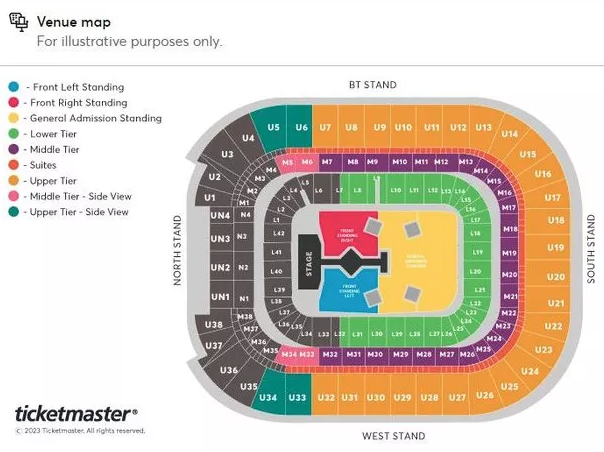 Venue map
For illustrative purposes only.
- Front Left Standing
- Front Right Standing
- General Admission Standing
- Lower Tier
- Middle Tier
- Suites
- Upper Tier
- Middle Tier - Side View
- Upper Tier - Side View
BT STAND
U4 U5 U6 U7 U8 U9 U10 U11 U12 U13 U14
U3 U15
U2 U16
U1 U17
M5 M6 M7 M8 M9 M10 M11 M12 M13 M14
M4 M15
M3 M16
M2 M17
M1
L4 L5 L6 L7 L8 L9 L10 L11 L12 L13 L14
L3 L15
L2 L16
L1 L17
NORTH STAND
UN4 N4
UN3 N3
UN2 N2
UN1 N1
L42
L41
L40
L39
STAGE
FRONT
STANDING
RIGHT
FRONT
STANDING
LEFT
GENERAL
ADMISSION
STANDING
L18 M18 U18
L19 U19
L20 M20 U20
L21 M21 U21
SOUTH STAND
U38 M38 L38 L22 M22 U22
U37 M37 L37 L23 M23 U23
U36 M36 L36 L24 M24 U24
U35 M35 L35 L25 M25 U25
L34 L33 L32 L31 L30 L29 L28 L27 L26
M34 M33 M32 M31 M30 M29 M28 M27 M26
U34 U33 U32 U31 U30 U29 U28 U27 U26
WEST STAND
ticketmaster®
© 2023 Ticketmaster. All rights reserved.